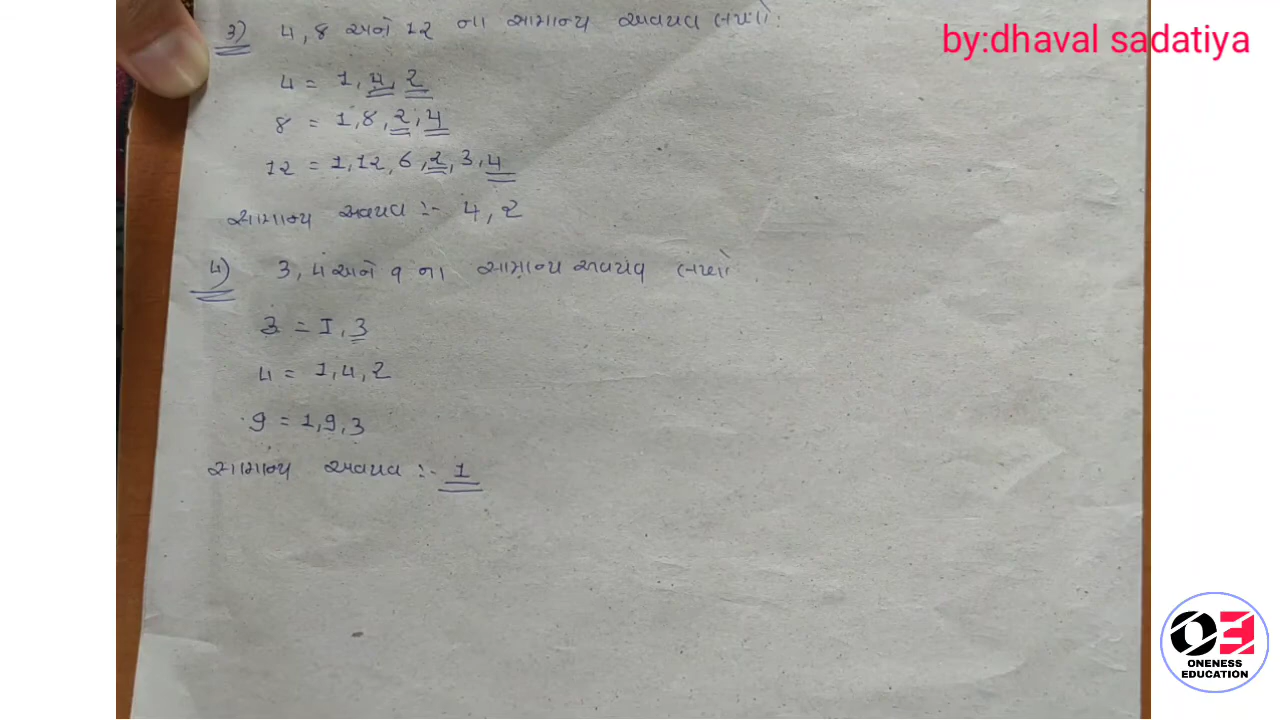 by:dhaval sadatiya
3) 4, 8 અને 12 ના સામાન્ય અવયવ લખો.
4 = 1, 4, 2
8 = 1, 8, 2, 4
12 = 1, 12, 6, 2, 3, 4
સામાન્ય અવયવ :- 4, 2
4) 3, 4 અને 9 ના સામાન્ય અવયવ લખો
3 = 1, 3
4 = 1, 4, 2
9 = 1, 9, 3
સામાન્ય અવયવ :- 1
OE
ONENESS
EDUCATION